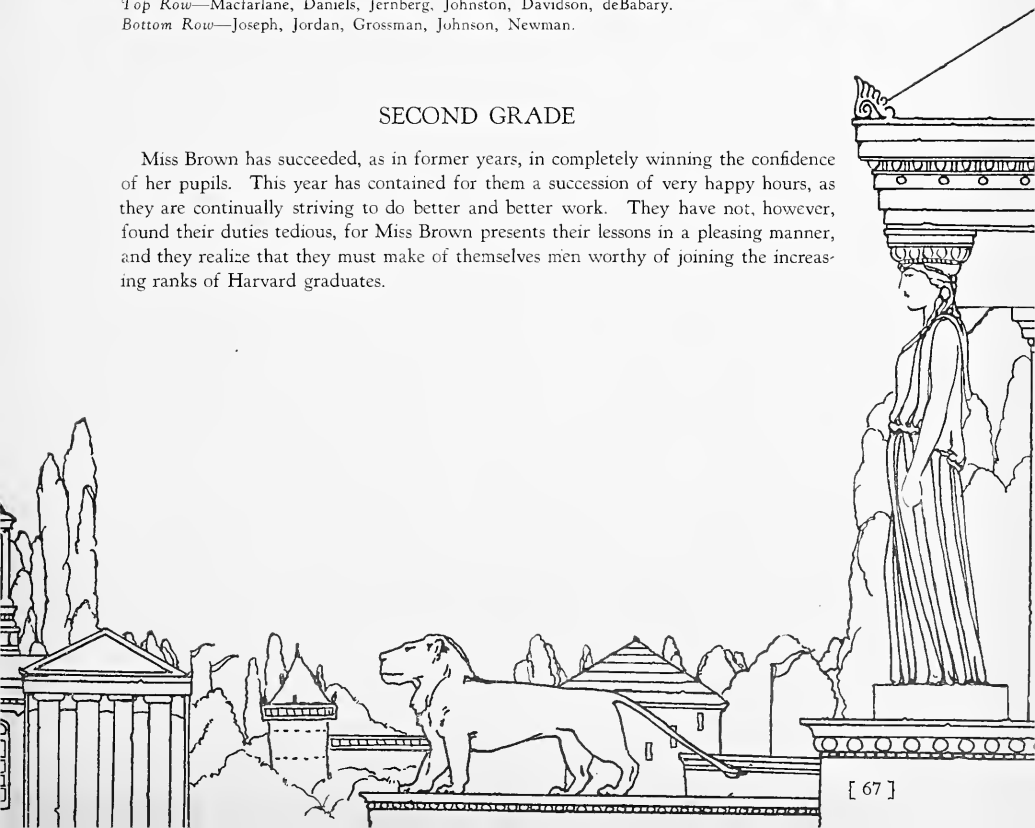 Top Row—Macfarlane, Daniels, Jernberg, Johnston, Davidson, deBabary.
Bottom Row—Joseph, Jordan, Grossman, Johnson, Newman.
SECOND GRADE
Miss Brown has succeeded, as in former years, in completely winning the confidence
of her pupils. This year has contained for them a succession of very happy hours, as
they are continually striving to do better and better work. They have not, however,
found their duties tedious, for Miss Brown presents their lessons in a pleasing manner,
and they realize that they must make of themselves men worthy of joining the increas-
ing ranks of Harvard graduates.
[ 67 ]